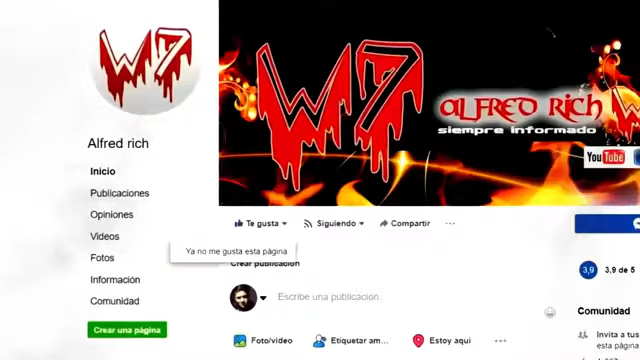 W7
W7
ALFRED RICH
siempre informado
YouTube
Alfred rich
Inicio
Publicaciones
Opiniones
Videos
Fotos
Información
Comunidad
Crear una página
Te gusta
Siguiendo
Compartir
Ya no me gusta esta página
Crear publicación
Escribe una publicación
Foto/video
Etiquetar am...
Estoy aquí
3,9
3.9 de 5
Comunidad
Invita a tus
esta página